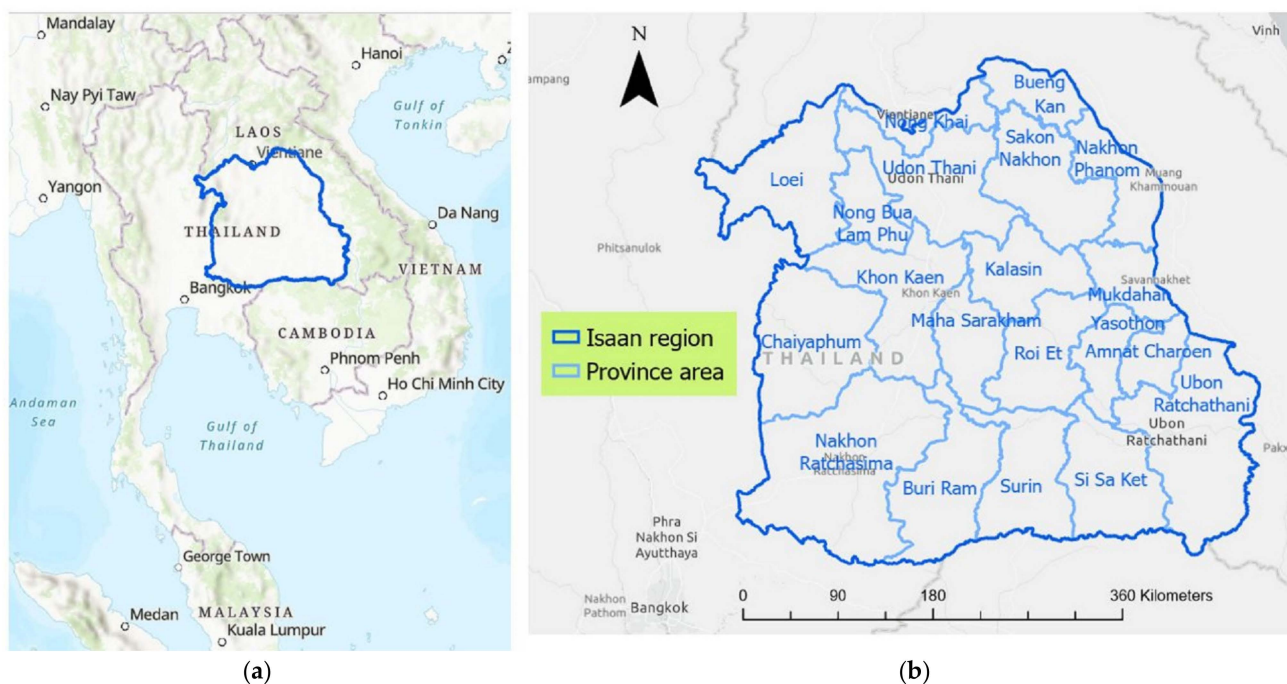 Mandalay
Hanoi
Nay Pyi Taw
Gulf of
Tonkin
LAOS
Vientiane
Yangon
Da Nang
THAILAND
VIETNAM
Bangkok
CAMBODIA
Phnom Penh
Ho Chi Minh City
Andaman
Sea
Gulf of
Thailand
George Town
Medan
MALAYSIA
Kuala Lumpur
(a)
N
Vinh
ampang
Bueng
Kan
Vientiane
Nong Khai
Sakon
Nakhon
Nakhon
Phanom
Udon Thani
Udon Thani
Muang
Khammouan
Loei
Nong Bua
Lam Phu
Phitsanulok
Khon Kaen
Khon Kaen
Kalasin
Savannakhet
Mukdahan
Isaan region
Province area
Maha Sarakham
Yasothon
Chaiyaphum
THAILAND
Roi Et
Amnat Charoen
Ubon
Ratchathani
Ubon
Ratchathani
Nakhon
Ratchasima
Nakhon
Ratchasima
Buri Ram
Surin
Si Sa Ket
Phra
Nakhon Si
Ayutthaya
Nakhon
Pathom
Bangkok
0 90 180 360 Kilometers
(b)